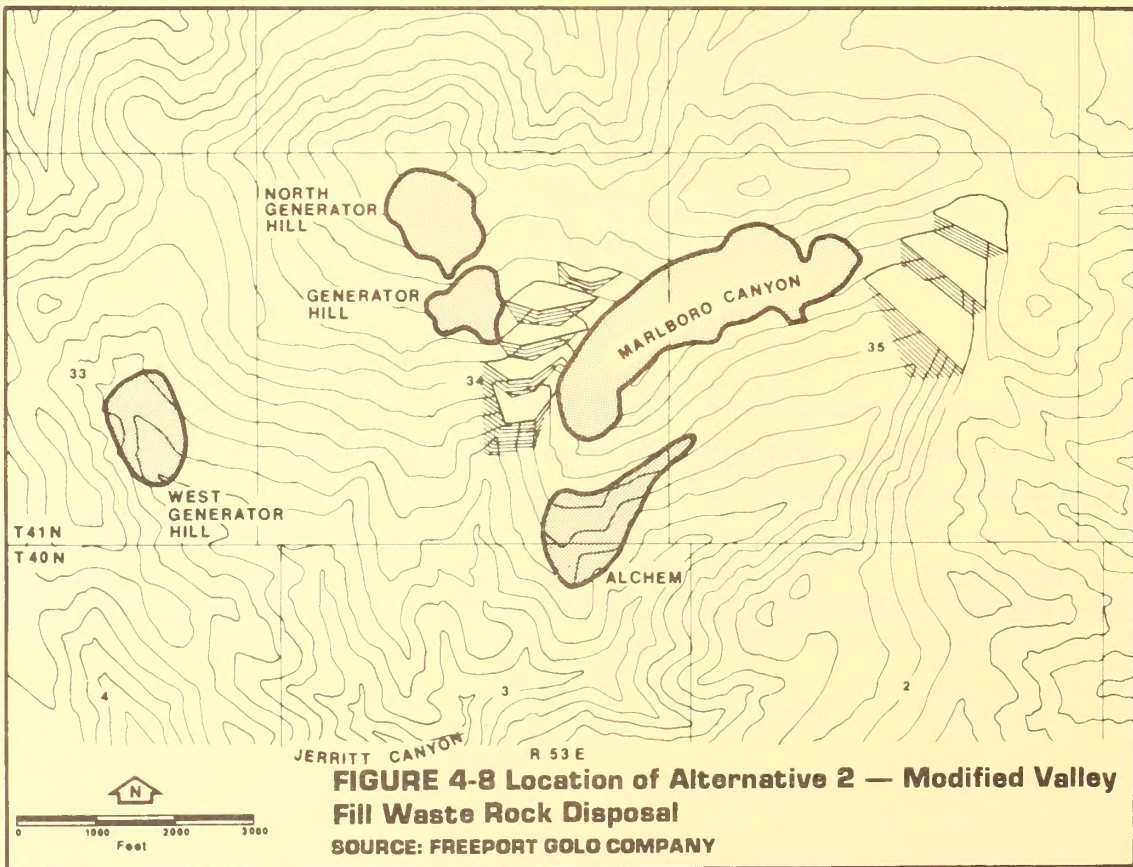 NORTH
GENERATOR
HILL
GENERATOR
HILL
MARLBORO CANYON
35
34
33
WEST
GENERATOR
HILL
T41N
T40N
ALCHEM
4
3
2
JERRITT CANYON
R 53 E
N
0 1000 2000 3000
Feet
FIGURE 4-8 Location of Alternative 2 — Modified Valley
Fill Waste Rock Disposal
SOURCE: FREEPORT GOLD COMPANY